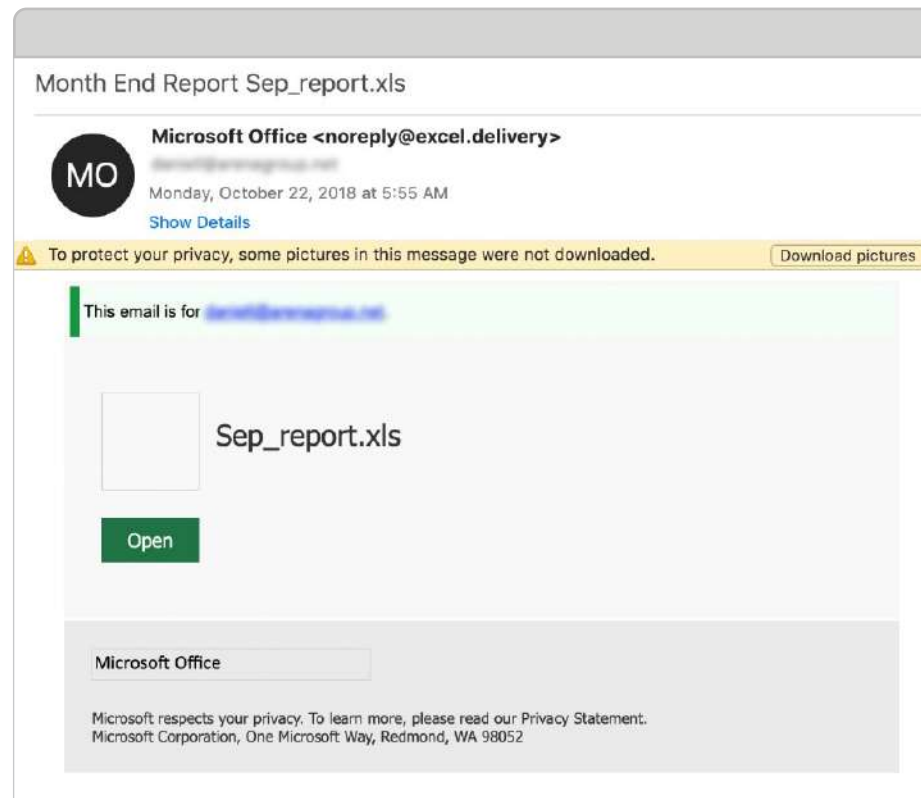 Month End Report Sep_report.xls
MO
Microsoft Office <noreply@excel.delivery>
Monday, October 22, 2018 at 5:55 AM
Show Details
To protect your privacy, some pictures in this message were not downloaded.
Download pictures
This email is for
Sep_report.xls
Open
Microsoft Office
Microsoft respects your privacy. To learn more, please read our Privacy Statement.
Microsoft Corporation, One Microsoft Way, Redmond, WA 98052